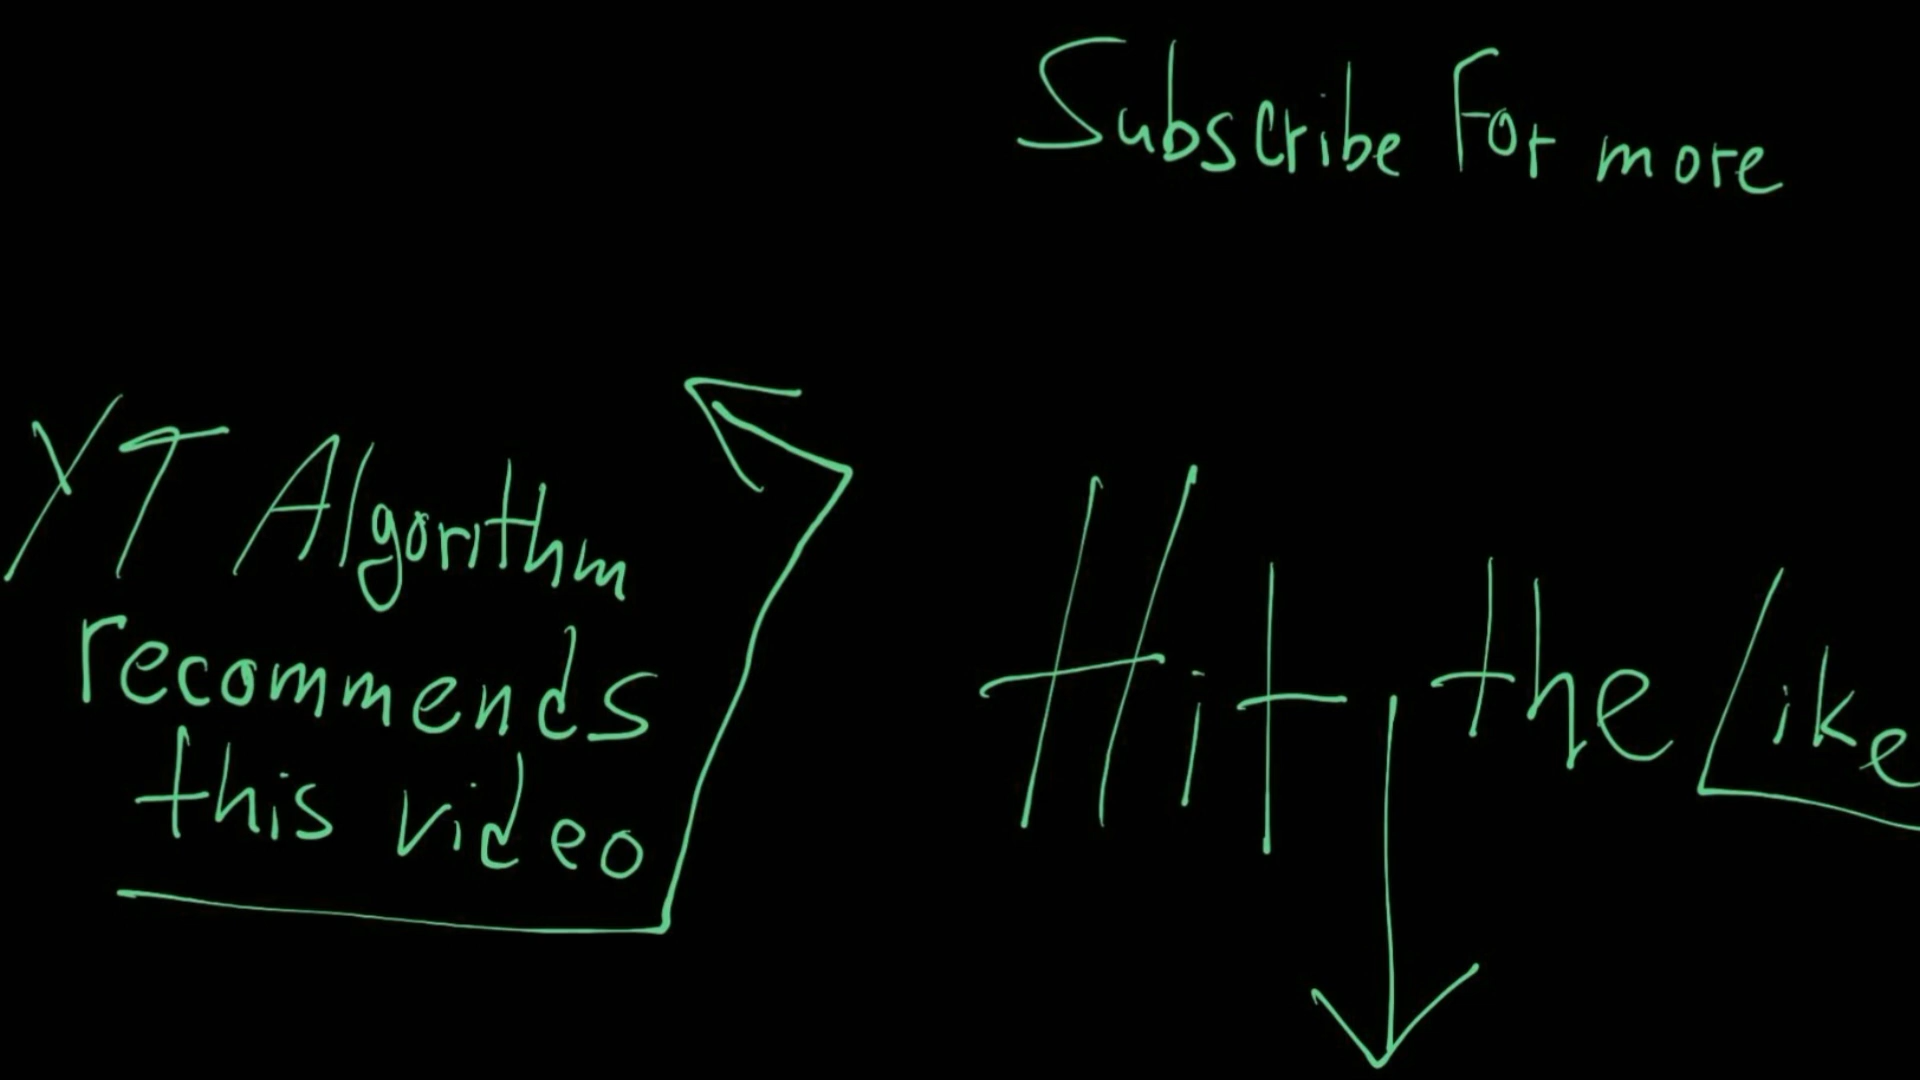 Subscribe For more
YT Algorithm
recommends
this video
Hit the Like